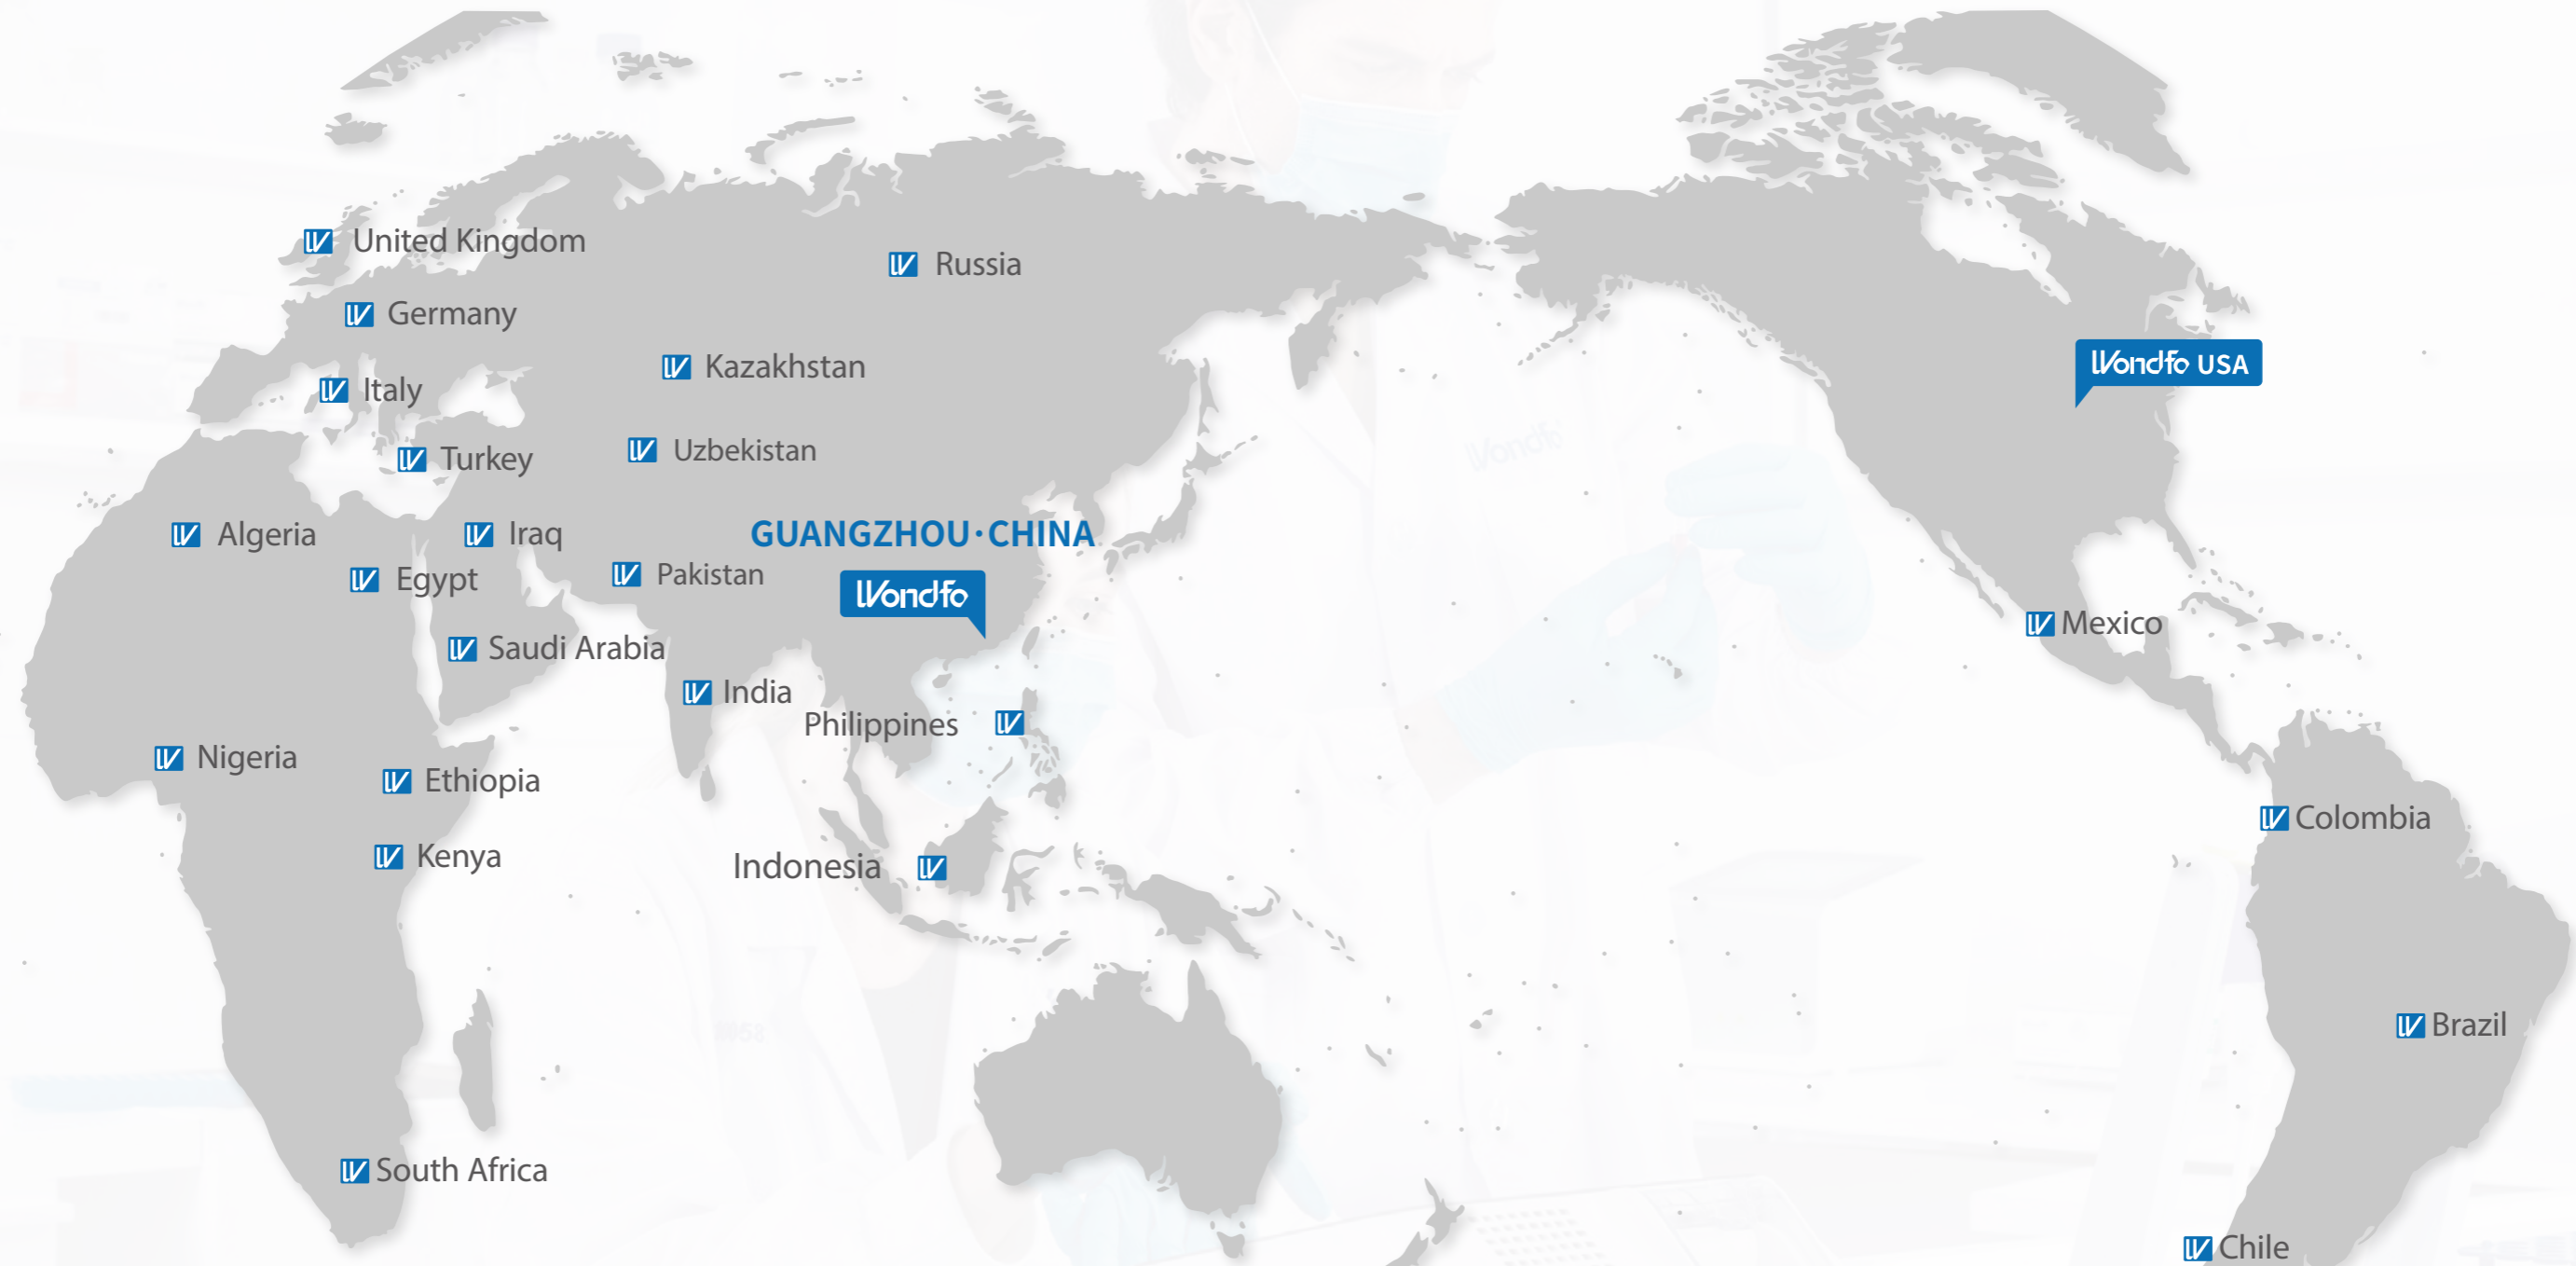 United Kingdom
Russia
Germany
Wondfo USA
Kazakhstan
Italy
Uzbekistan
Turkey
Algeria
Iraq
GUANGZHOU·CHINA
Egypt
Pakistan
Wondfo
Mexico
Saudi Arabia
India
Philippines
Nigeria
Ethiopia
Colombia
Kenya
Indonesia
Brazil
South Africa
Chile
Wondfo